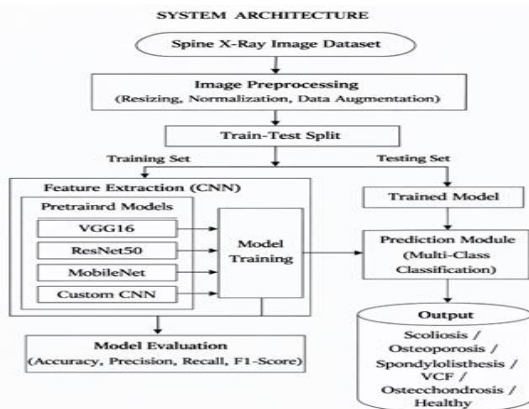 SYSTEM ARCHITECTURE
Spine X-Ray Image Dataset
Image Preprocessing
(Resizing, Normalization, Data Augmentation)
Train-Test Split
Training Set
Testing Set
Feature Extraction (CNN)
Pretrainrd Models
VGG16
ResNet50
MobileNet
Custom CNN
Model
Training
Model Evaluation
(Accuracy, Precision, Recall, F1-Score)
Trained Model
Prediction Module
(Multi-Class
Classification)
Output
Scoliosis /
Osteoporosis /
Spondylolisthesis /
VCF /
Ostecchondrosis /
Healthy